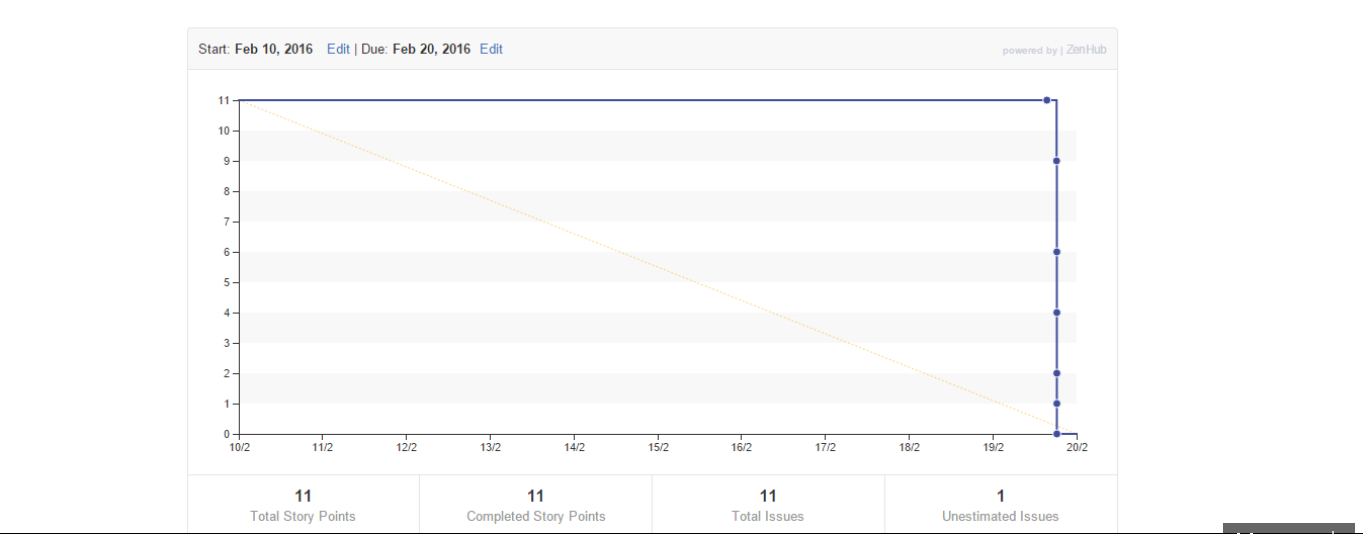 Start: Feb 10, 2016 Edit | Due: Feb 20, 2016 Edit
powered by | ZenHub
11
10
9
8
7
6
5
4
3
2
1
0
10/2 11/2 12/2 13/2 14/2 15/2 16/2 17/2 18/2 19/2 20/2
11 11 11 1
Total Story Points Completed Story Points Total Issues Unestimated Issues